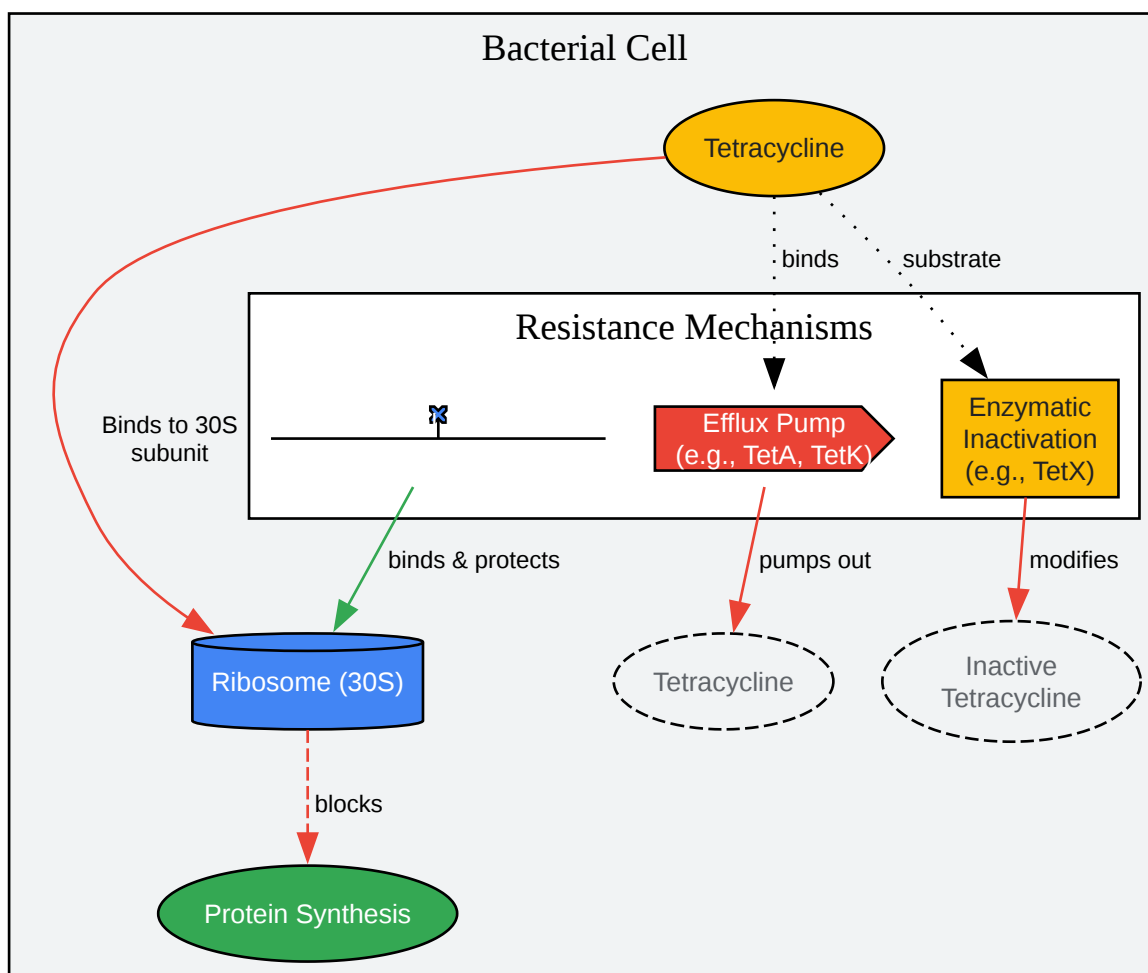 Bacterial Cell
Tetracycline
binds
substrate
Resistance Mechanisms
Binds to 30S
subunit
Efflux Pump
(e.g., TetA, TetK)
Enzymatic
Inactivation
(e.g., TetX)
binds & protects
pumps out
modifies
Ribosome (30S)
Tetracycline
Inactive
Tetracycline
blocks
Protein Synthesis